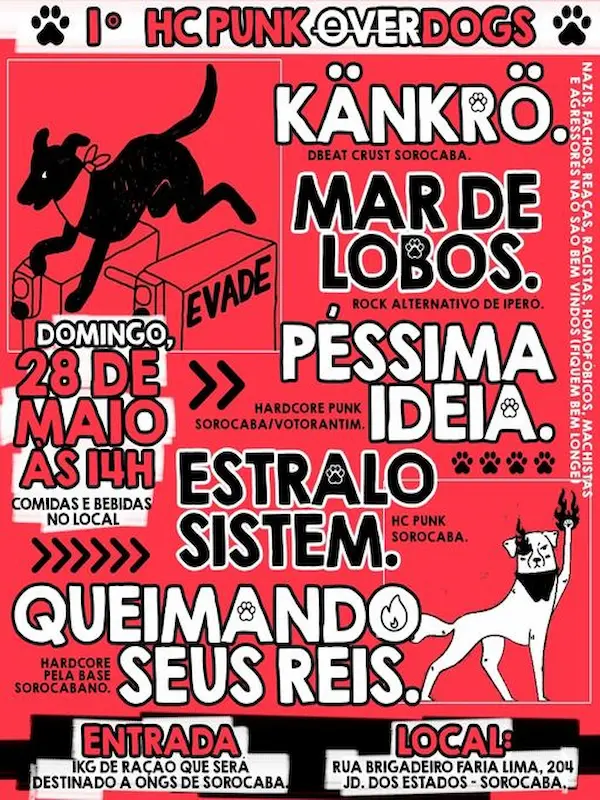 1º HC PUNK OVERDOGS
KÄNKRÖ.
DBEAT CRUST SOROCABA.
MAR DE
LOBOS.
ROCK ALTERNATIVO DE IPERÓ.
EVADE
DOMINGO,
28 DE
MAIO
ÀS 14H
COMIDAS E BEBIDAS
NO LOCAL
PÉSSIMA
IDEIA.
HARDCORE PUNK
SOROCABA/VOTORANTIM.
ESTRALO
SISTEM.
HC PUNK
SOROCABA.
QUEIMANDO
SEUS REIS.
HARDCORE
PELA BASE
SOROCABANO.
NAZIS, FACHOS, REAÇAS, RACISTAS, HOMOFÓBICOS, MACHISTAS
E AGRESSORES NÃO SÃO BEM VINDOS (FIQUEM BEM LONGE)
ENTRADA
1KG DE RAÇÃO QUE SERÁ
DESTINADO A ONGS DE SOROCABA.
LOCAL:
RUA BRIGADEIRO FARIA LIMA, 204
JD. DOS ESTADOS - SOROCABA.